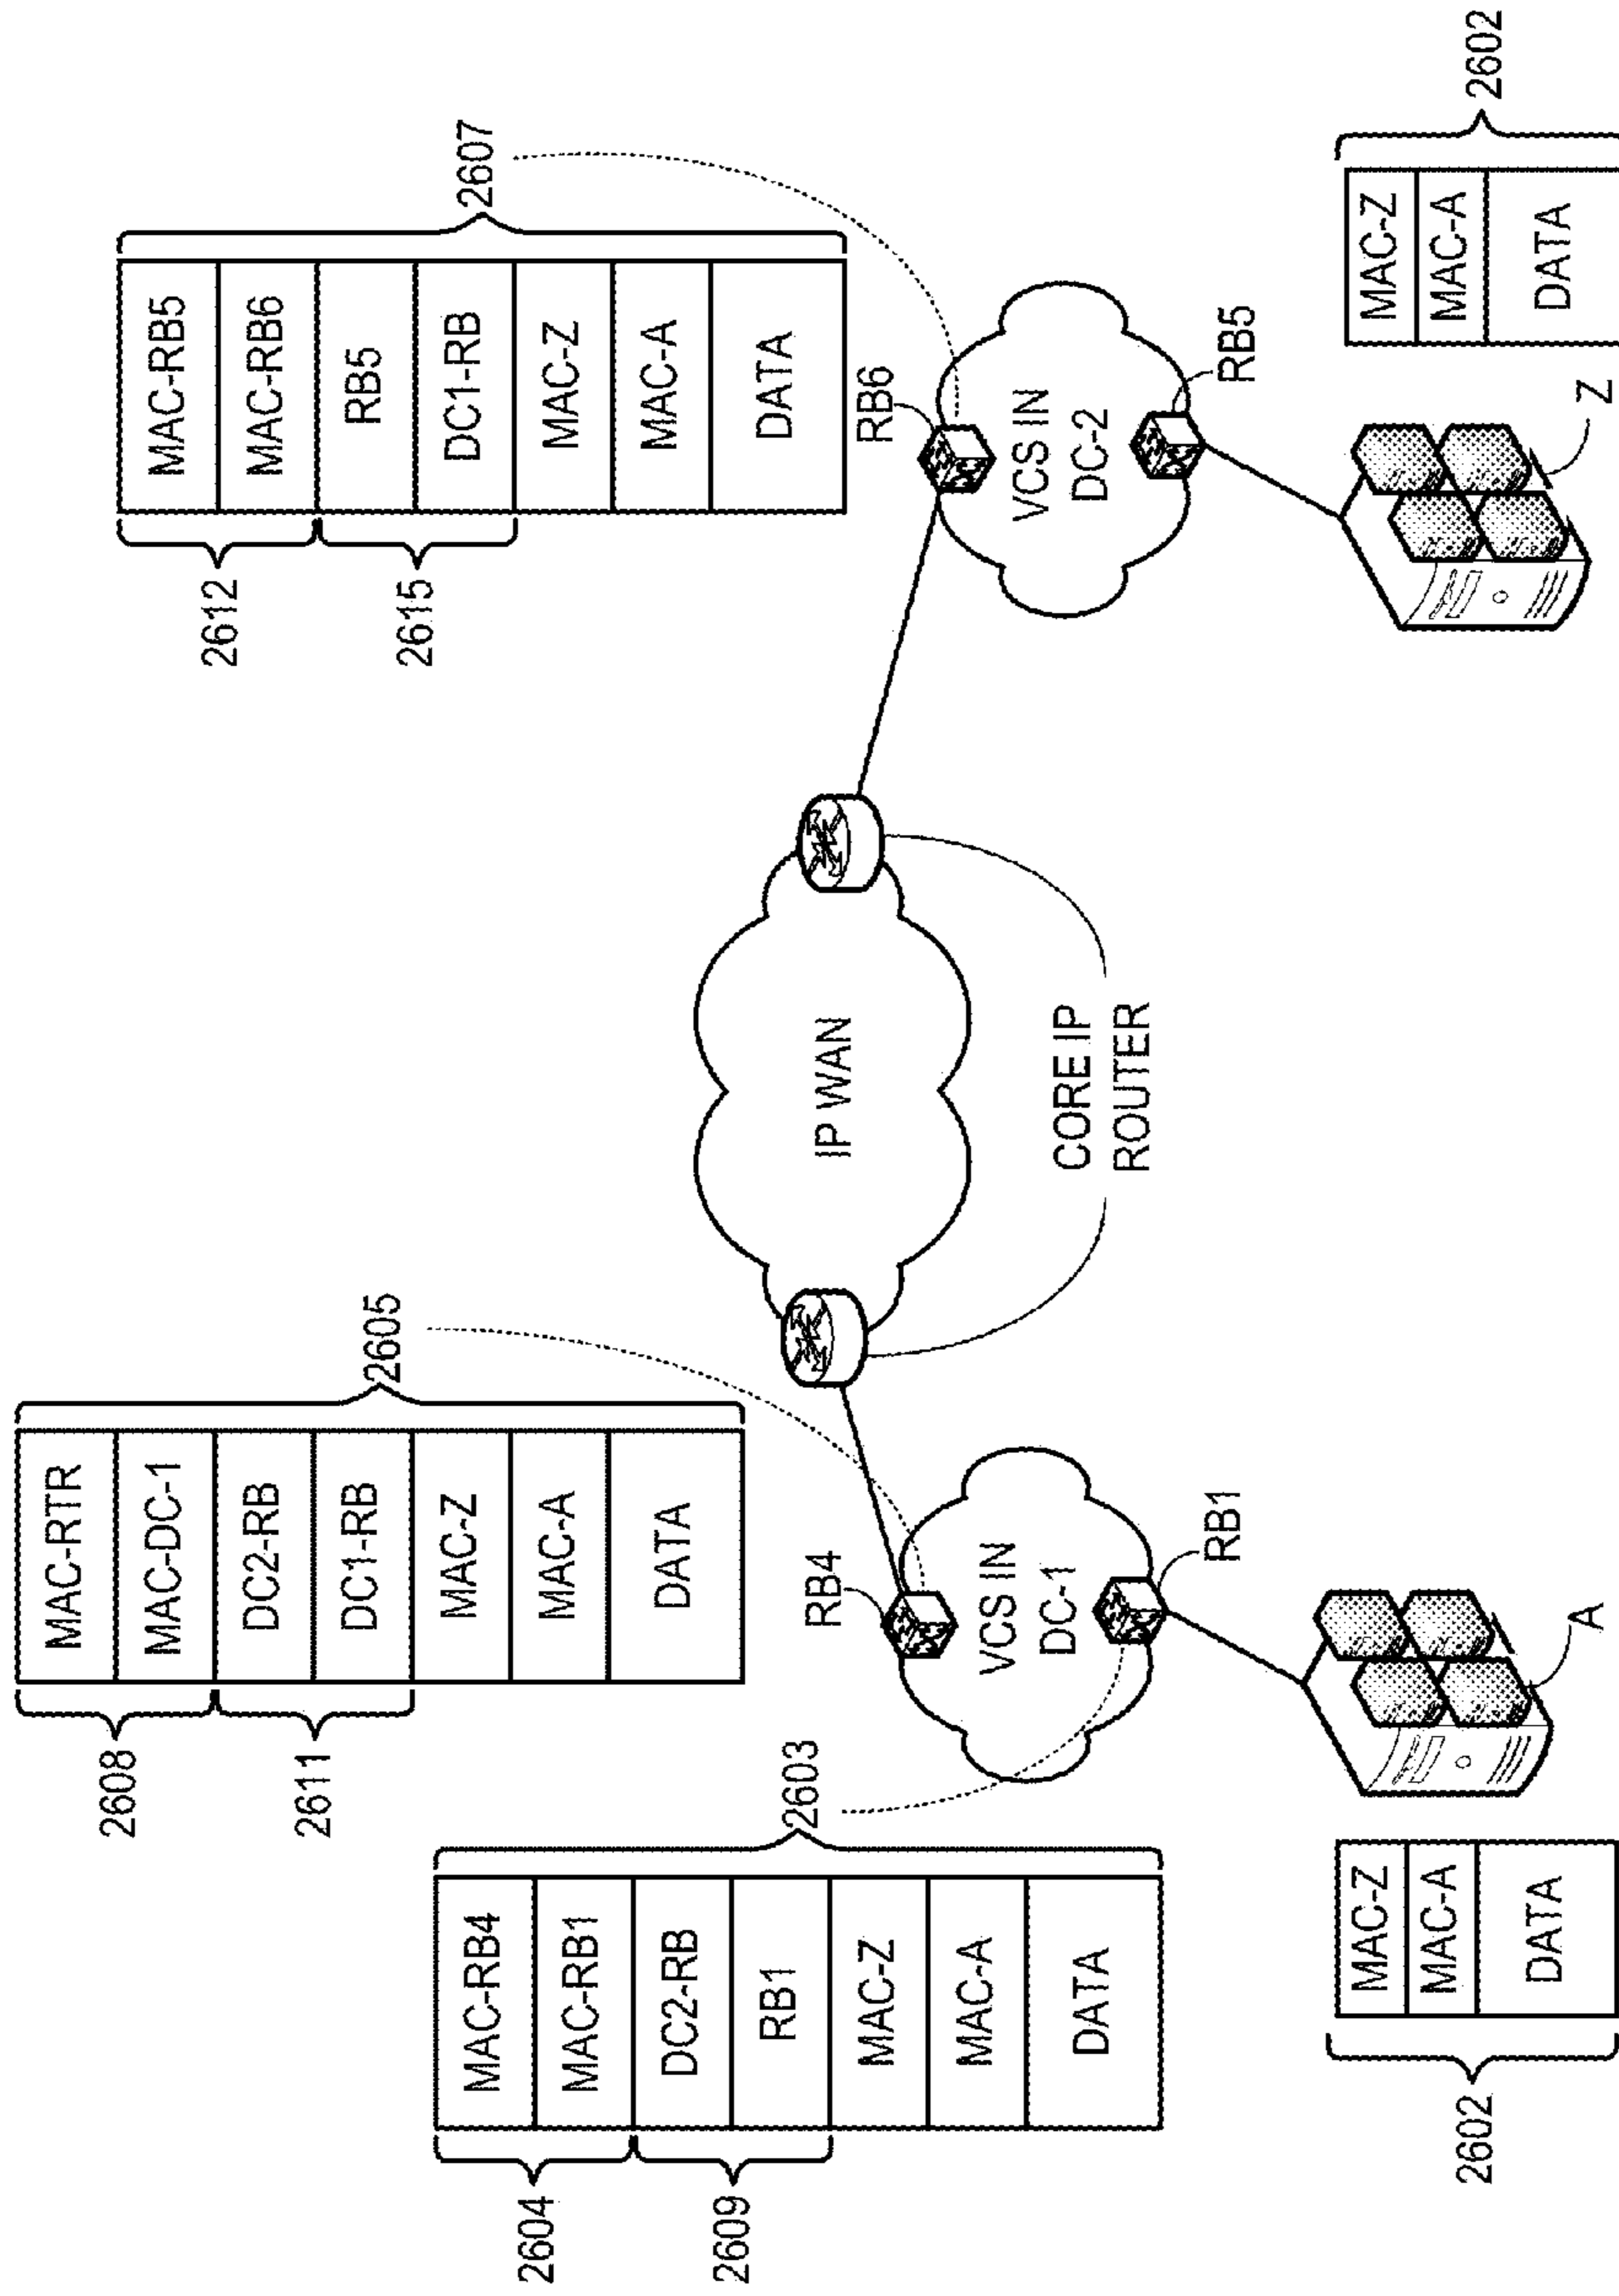 2605
MAC-RTR
MAC-DC-1
DC2-RB
DC1-RB
MAC-Z
MAC-A
DATA
2608
2611
2607
MAC-RB5
MAC-RB6
RB5
DC1-RB
MAC-Z
MAC-A
DATA
2612
2615
2603
MAC-RB4
MAC-RB1
DC2-RB
RB1
MAC-Z
MAC-A
DATA
2604
2609
RB4
VCS IN
DC-1
RB1
IP WAN
CORE IP
ROUTER
RB6
VCS IN
DC-2
RB5
2602
MAC-Z
MAC-A
DATA
A
Z
MAC-Z
MAC-A
DATA
2602